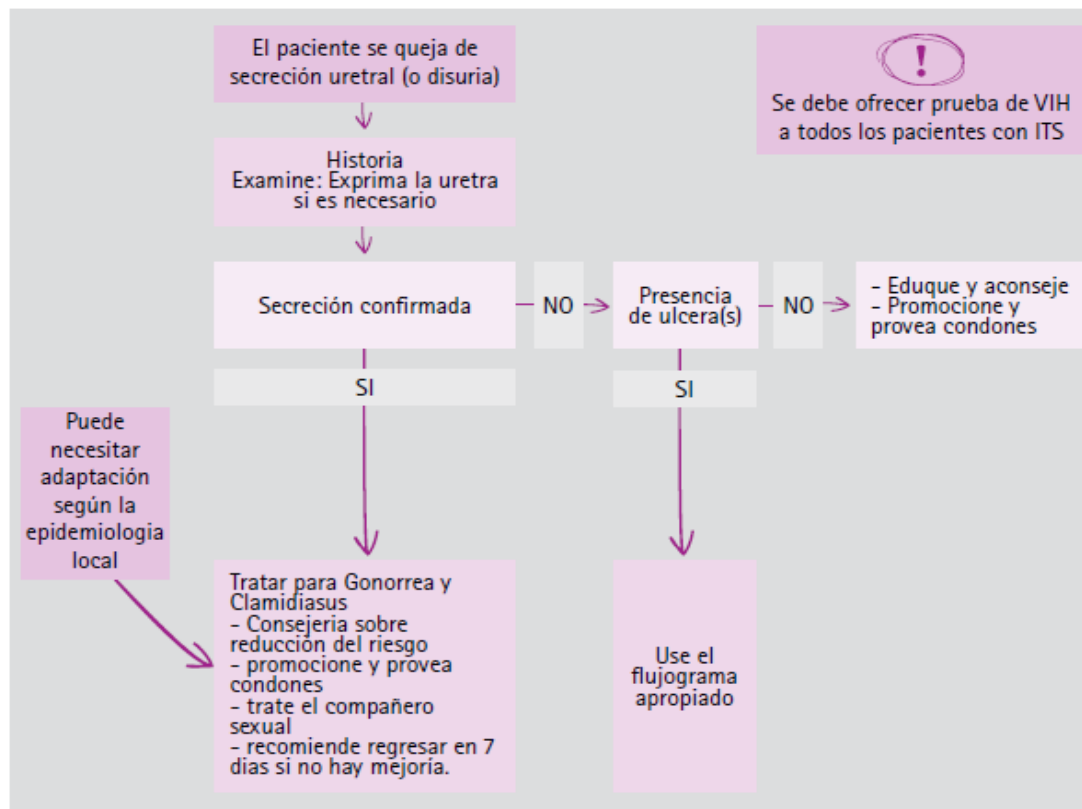 El paciente se queja de
secreción uretral (o disuria)
!
Se debe ofrecer prueba de VIH
a todos los pacientes con ITS
Historia
Examine: Exprima la uretra
si es necesario
Secreción confirmada
NO
Presencia
de ulcera(s)
NO
- Eduque y aconseje
- Promocione y
provea condones
SI
SI
Puede
necesitar
adaptación
según la
epidemiologia
local
Tratar para Gonorrea y
Clamidiasus
- Consejeria sobre
reducción del riesgo
- promocione y provea
condones
- trate el compañero
sexual
- recomiende regresar en 7
dias si no hay mejoría.
Use el
flujograma
apropiado